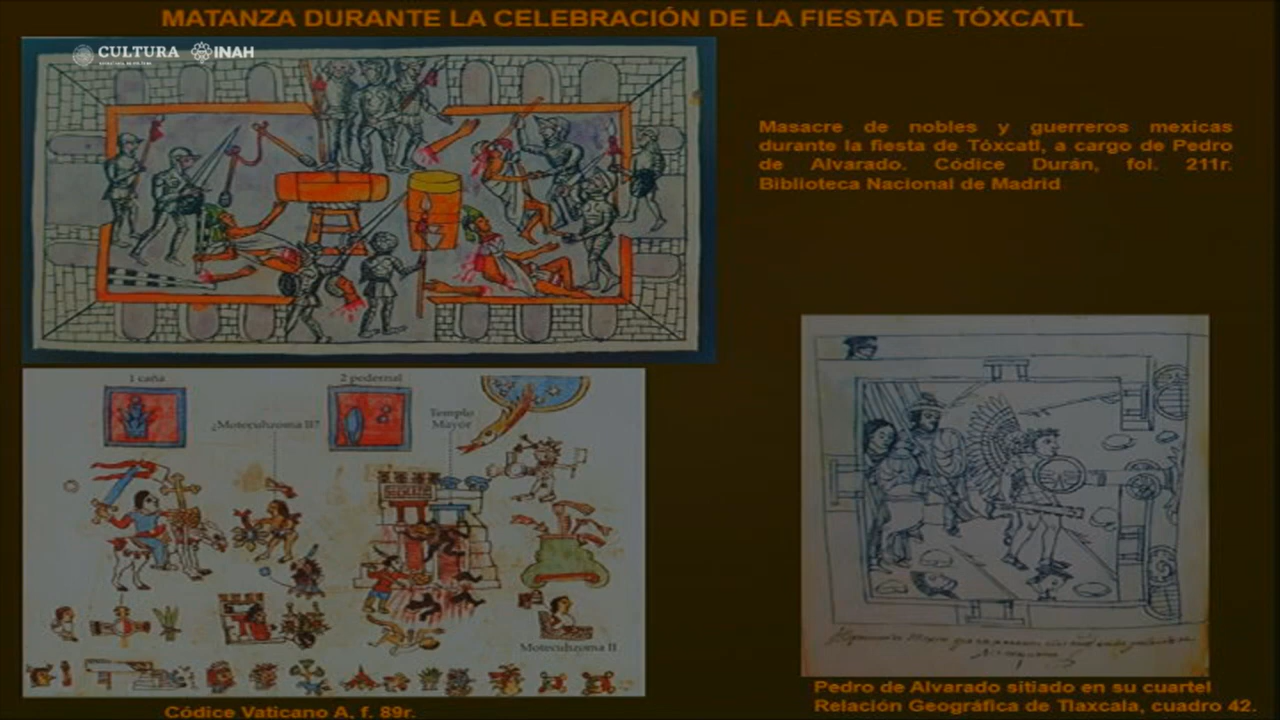 MATANZA DURANTE LA CELEBRACIÓN DE LA FIESTA DE TÓXCATL
CULTURA INAH
Masacre de nobles y guerreros mexicas
durante la fiesta de Tóxcatl, a cargo de Pedro
de Alvarado. Códice Durán, fol. 211r.
Biblioteca Nacional de Madrid
1 caña
2 pedernal
¿Motecuhzoma II?
Templo
Mayor
Motecuhzoma II
Códice Vaticano A, f. 89r.
Pedro de Alvarado sitiado en su cuartel
Relación Geográfica de Tlaxcala, cuadro 42.